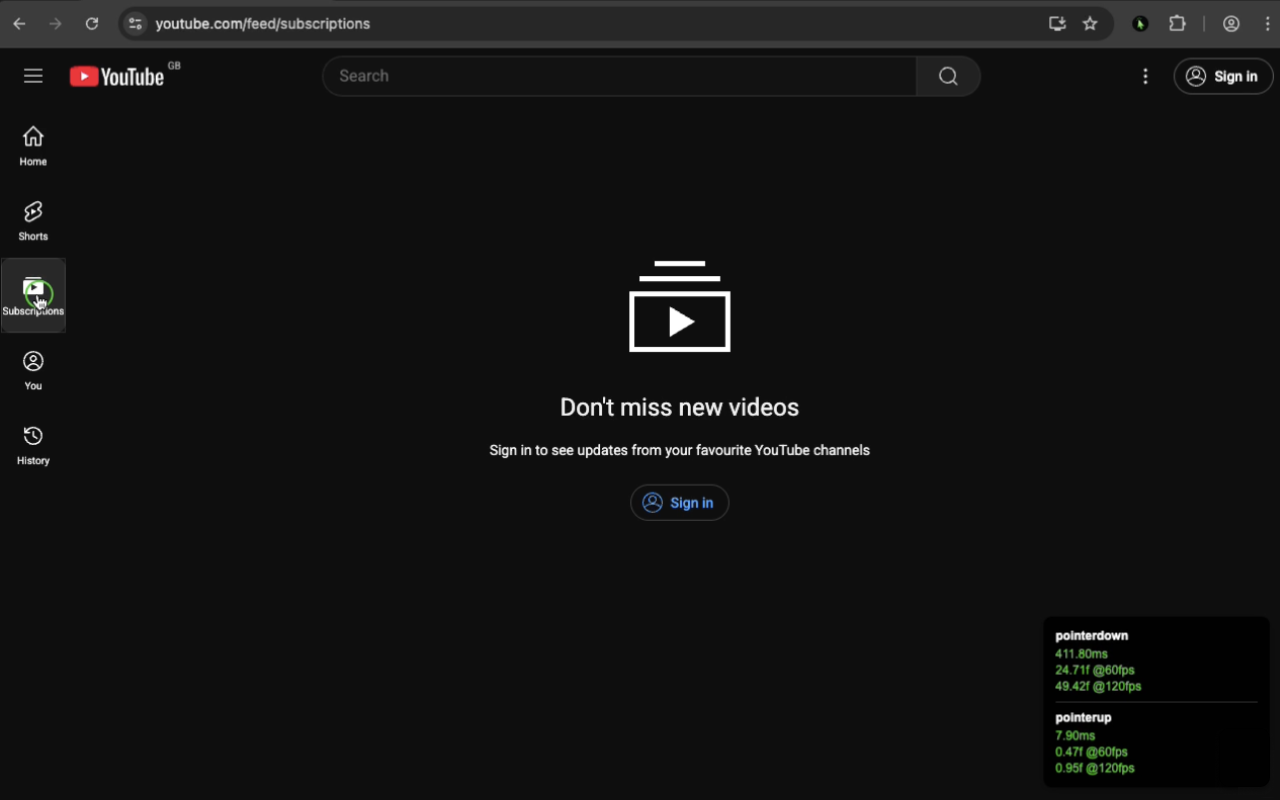 youtube.com/feed/subscriptions
YouTube GB
Search
Sign in
Home
Shorts
Subscriptions
You
History
Don't miss new videos
Sign in to see updates from your favourite YouTube channels
Sign in
pointerdown
411.80ms
24.71f @60fps
49.42f @120fps
pointerup
7.90ms
0.47f @60fps
0.95f @120fps